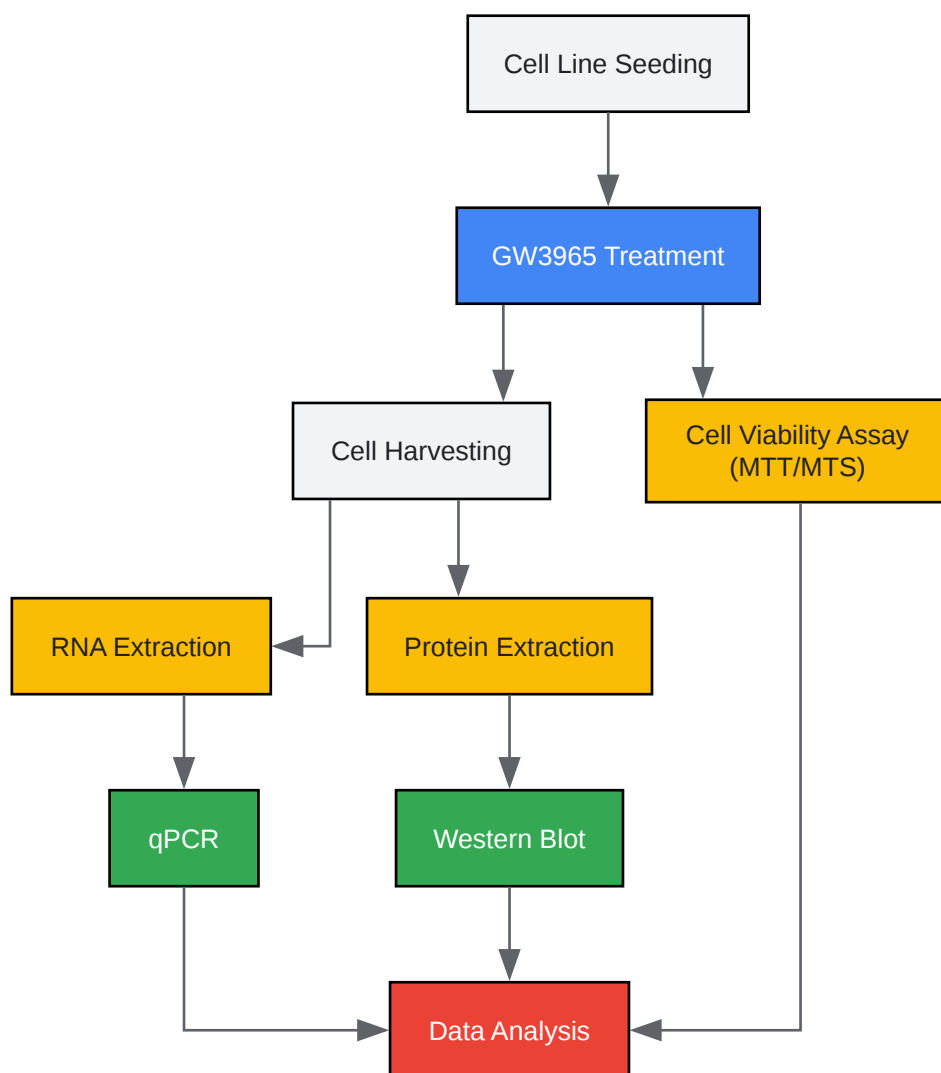 Cell Line Seeding
GW3965 Treatment
Cell Harvesting
Cell Viability Assay
(MTT/MTS)
RNA Extraction
Protein Extraction
qPCR
Western Blot
Data Analysis